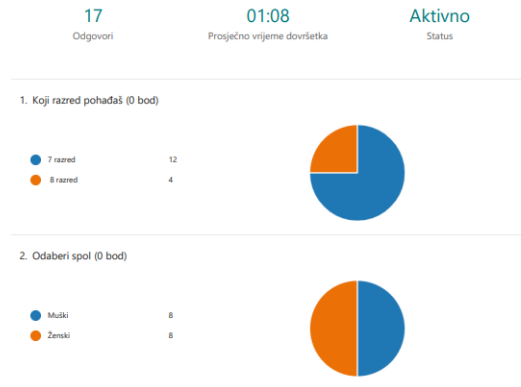 17 01:08 Aktivno
Odgovori Prosječno vrijeme dovršetka Status
1. Koji razred pohađaš (0 bod)
7 razred 12
8 razred 4
2. Odaberi spol (0 bod)
Muški 8
Ženski 8